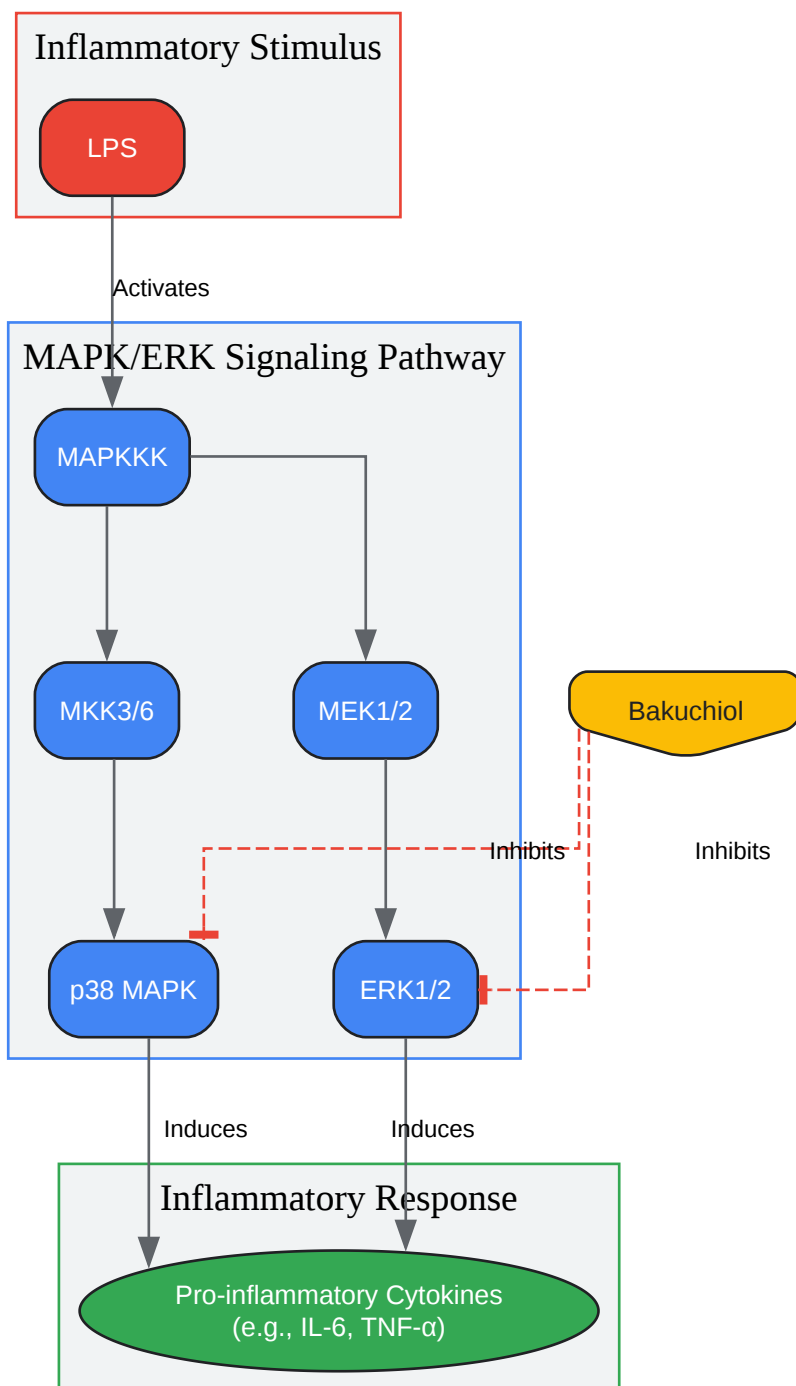 Inflammatory Stimulus
LPS
Activates
MAPK/ERK Signaling Pathway
MAPKKK
MKK3/6
MEK1/2
Bakuchiol
Inhibits
Inhibits
p38 MAPK
ERK1/2
Induces
Induces
Inflammatory Response
Pro-inflammatory Cytokines
(e.g., IL-6, TNF-α)